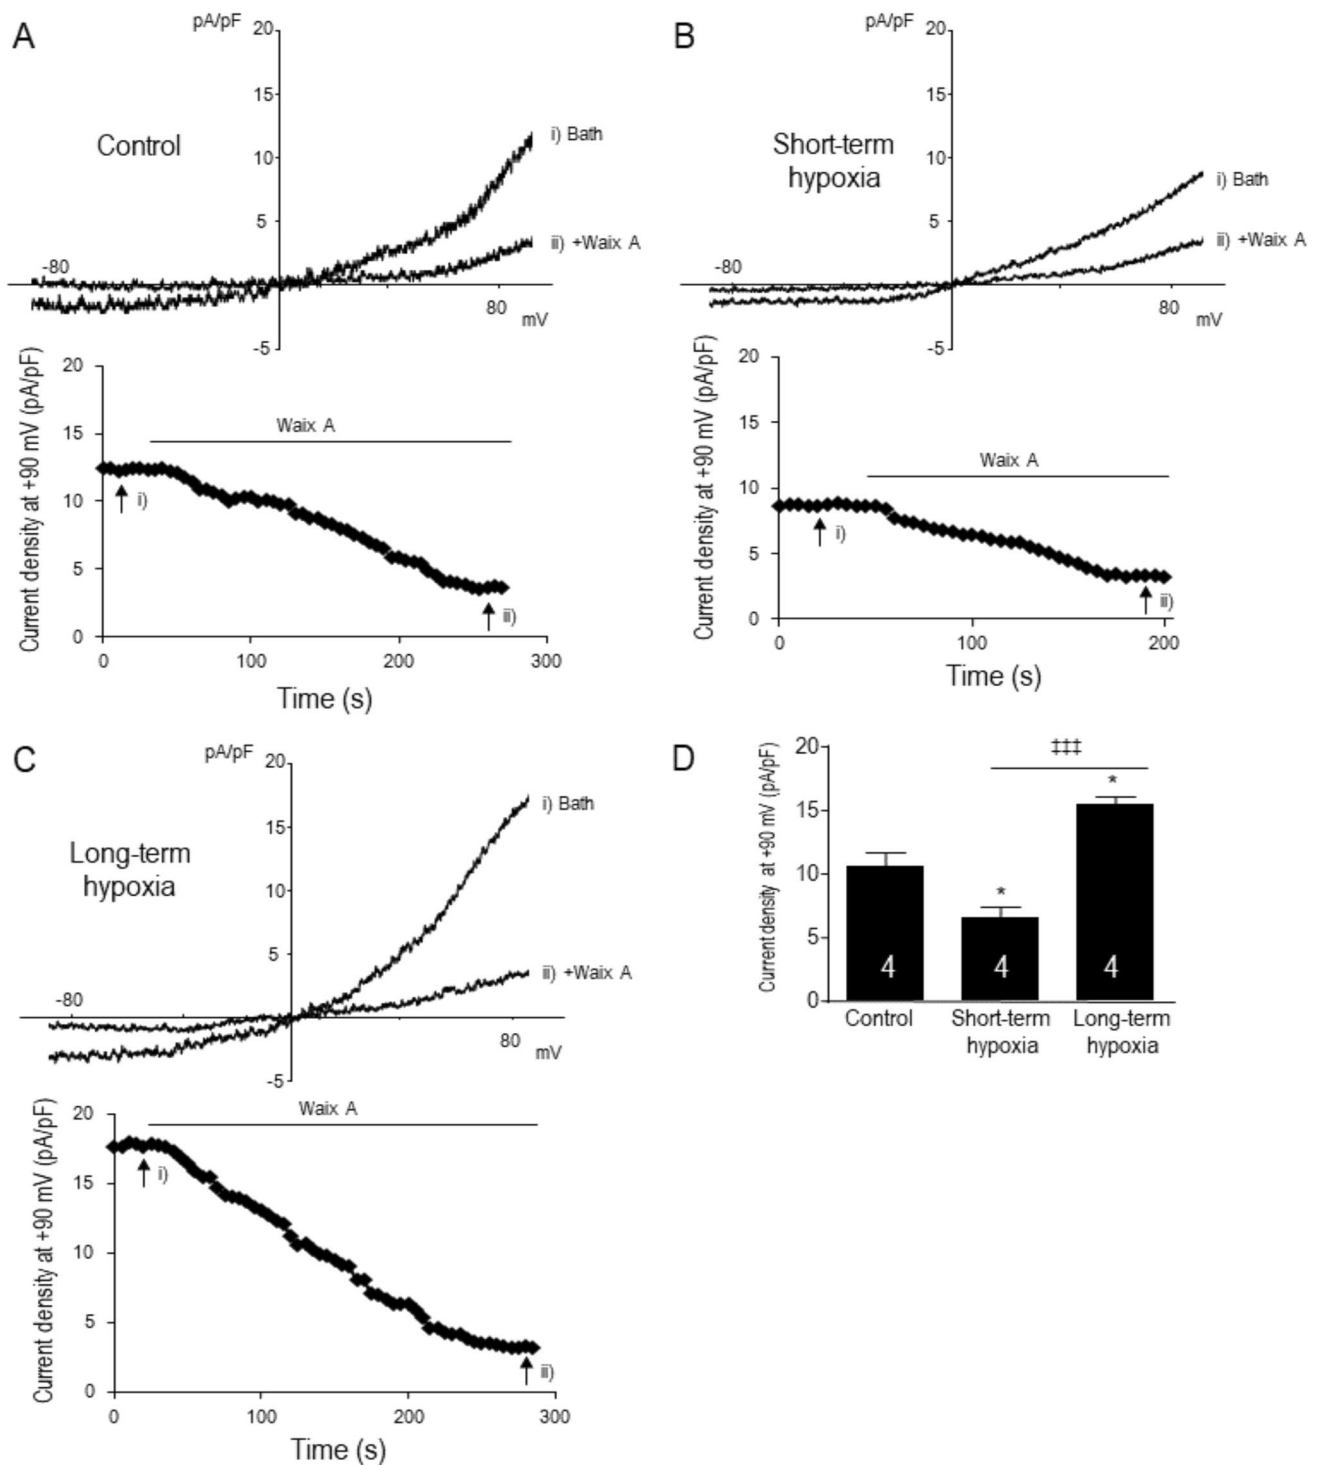 A
pA/pF
20
15
10
5
-5
Control
i) Bath
ii) +Waix A
-80
80
mV
Current density at +90 mV (pA/pF)
20
15
10
5
0
Waix A
i)
ii)
0 100 200 300
Time (s)
B
pA/pF
20
15
10
5
-5
Short-term
hypoxia
i) Bath
ii) +Waix A
-80
80
mV
Current density at +90 mV (pA/pF)
20
15
10
5
0
Waix A
i)
ii)
0 100 200
Time (s)
C
pA/pF
20
15
10
5
-5
Long-term
hypoxia
i) Bath
ii) +Waix A
-80
80
mV
Current density at +90 mV (pA/pF)
20
15
10
5
0
Waix A
i)
ii)
0 100 200 300
Time (s)
D
Current density at +90 mV (pA/pF)
20
15
10
5
0
‡‡‡
*
*
4 4 4
Control Short-term Long-term
hypoxia hypoxia